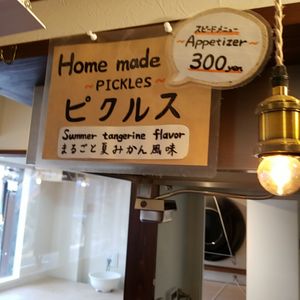 スピードメニュー
~Appetizer~
300yen
Home made
~PICKLES~
ピクルス
Summer tangerine flavor
まるごと夏みかん風味